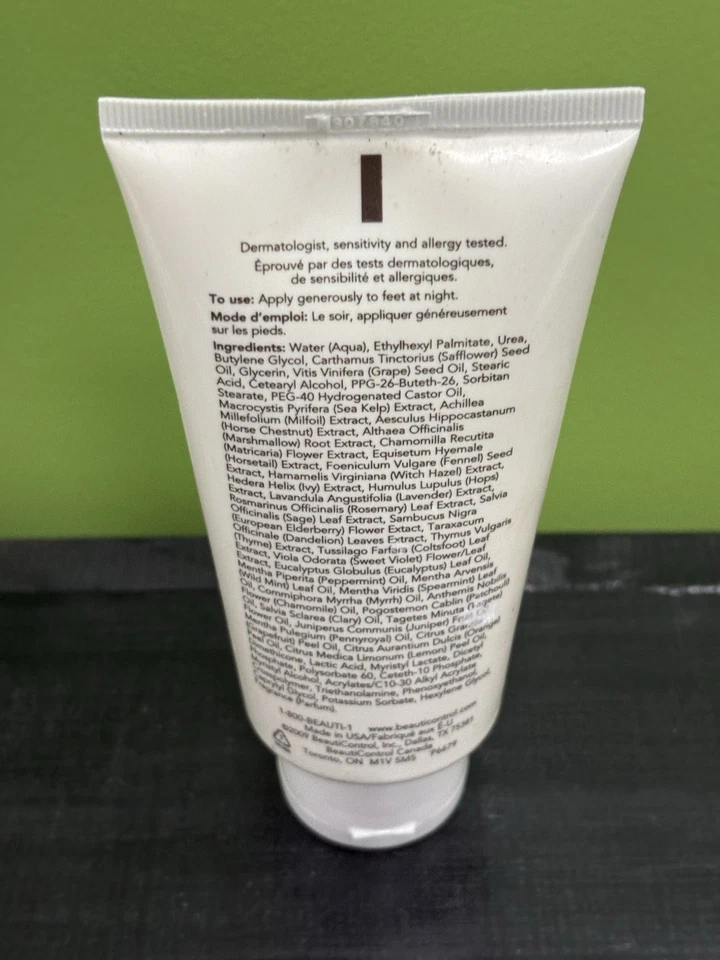 Dermatologist, sensitivity and allergy tested.
Éprouvé par des tests dermatologiques,
de sensibilité et allergiques.
To use: Apply generously to feet at night.
Mode d'emploi: Le soir, appliquer généreusement
sur les pieds.
Ingredients: Water (Aqua), Ethylhexyl Palmitate, Urea,
Butylene Glycol, Carthamus Tinctorius (Safflower) Seed
Oil, Glycerin, Vitis Vinifera (Grape) Seed Oil, Stearic
Acid, Cetearyl Alcohol, PPG-26-Buteth-26, Sorbitan
Stearate, PEG-40 Hydrogenated Castor Oil,
Macrocystis Pyrifera (Sea Kelp) Extract, Achillea
Millefolium (Milfoil) Extract, Aesculus Hippocastanum
(Horse Chestnut) Extract, Althaea Officinalis
(Marshmallow) Root Extract, Chamomilla Recutita
(Matricaria) Flower Extract, Equisetum Hyemale
(Horsetail) Extract, Foeniculum Vulgare (Fennel) Seed
Extract, Hamamelis Virginiana (Witch Hazel) Extract,
Hedera Helix (Ivy) Extract, Humulus Lupulus (Hops)
Extract, Lavandula Angustifolia (Lavender) Extract,
Rosmarinus Officinalis (Rosemary) Leaf Extract, Salvia
Officinalis (Sage) Leaf Extract, Sambucus Nigra
(European Elderberry) Flower Extact, Taraxacum
Officinale (Dandelion) Leaves Extract, Thymus Vulgaris
(Thyme) Extract, Tussilago Farfara (Coltsfoot) Leaf
Extract, Viola Odorata (Sweet Violet) Flower/Leaf
Extract, Eucalyptus Globulus (Eucalyptus) Leaf Oil,
Mentha Piperita (Peppermint) Oil, Mentha Arvensis
(Wild Mint) Leaf Oil, Mentha Viridis (Spearmint) Leaf
Oil, Commiphora Myrrha (Myrrh) Oil, Anthemis Nobilis
Flower (Chamomile) Oil, Pogostemon Cablin (Patchouli)
Oil, Salvia Sclarea (Clary) Oil, Tagetes Minuta (Tagete)
Flower Oil, Juniperus Communis (Juniper) Fruit
Mentha Pulegium (Pennyroyal) Oil, Citrus
(Grapefruit) Peel Oil, Citrus Aurantium Dulcis (Orange)
Peel Oil, Citrus Medica Limonum (Lemon) Peel Oil,
Dimethicone, Lactic Acid, Myristyl Lactate, Dicetyl
Phosphate, Polysorbate 60, Ceteth-10 Phosphate,
Myristyl Alcohol, Acrylates/C10-30 Alkyl Acrylate
Crosspolymer, Triethanolamine, Phenoxyethanol,
Caprylyl Glycol, Potassium Sorbate, Hexylene Glycol,
Fragrance (Parfum).
1-800-BEAUTI-1 www.beauticontrol.com
Made in USA/Fabriqué aux É-U
©2009 BeautiControl, Inc., Dallas, TX 75381
BeautiControl Canada
Toronto, ON M1V 5M5 P6679